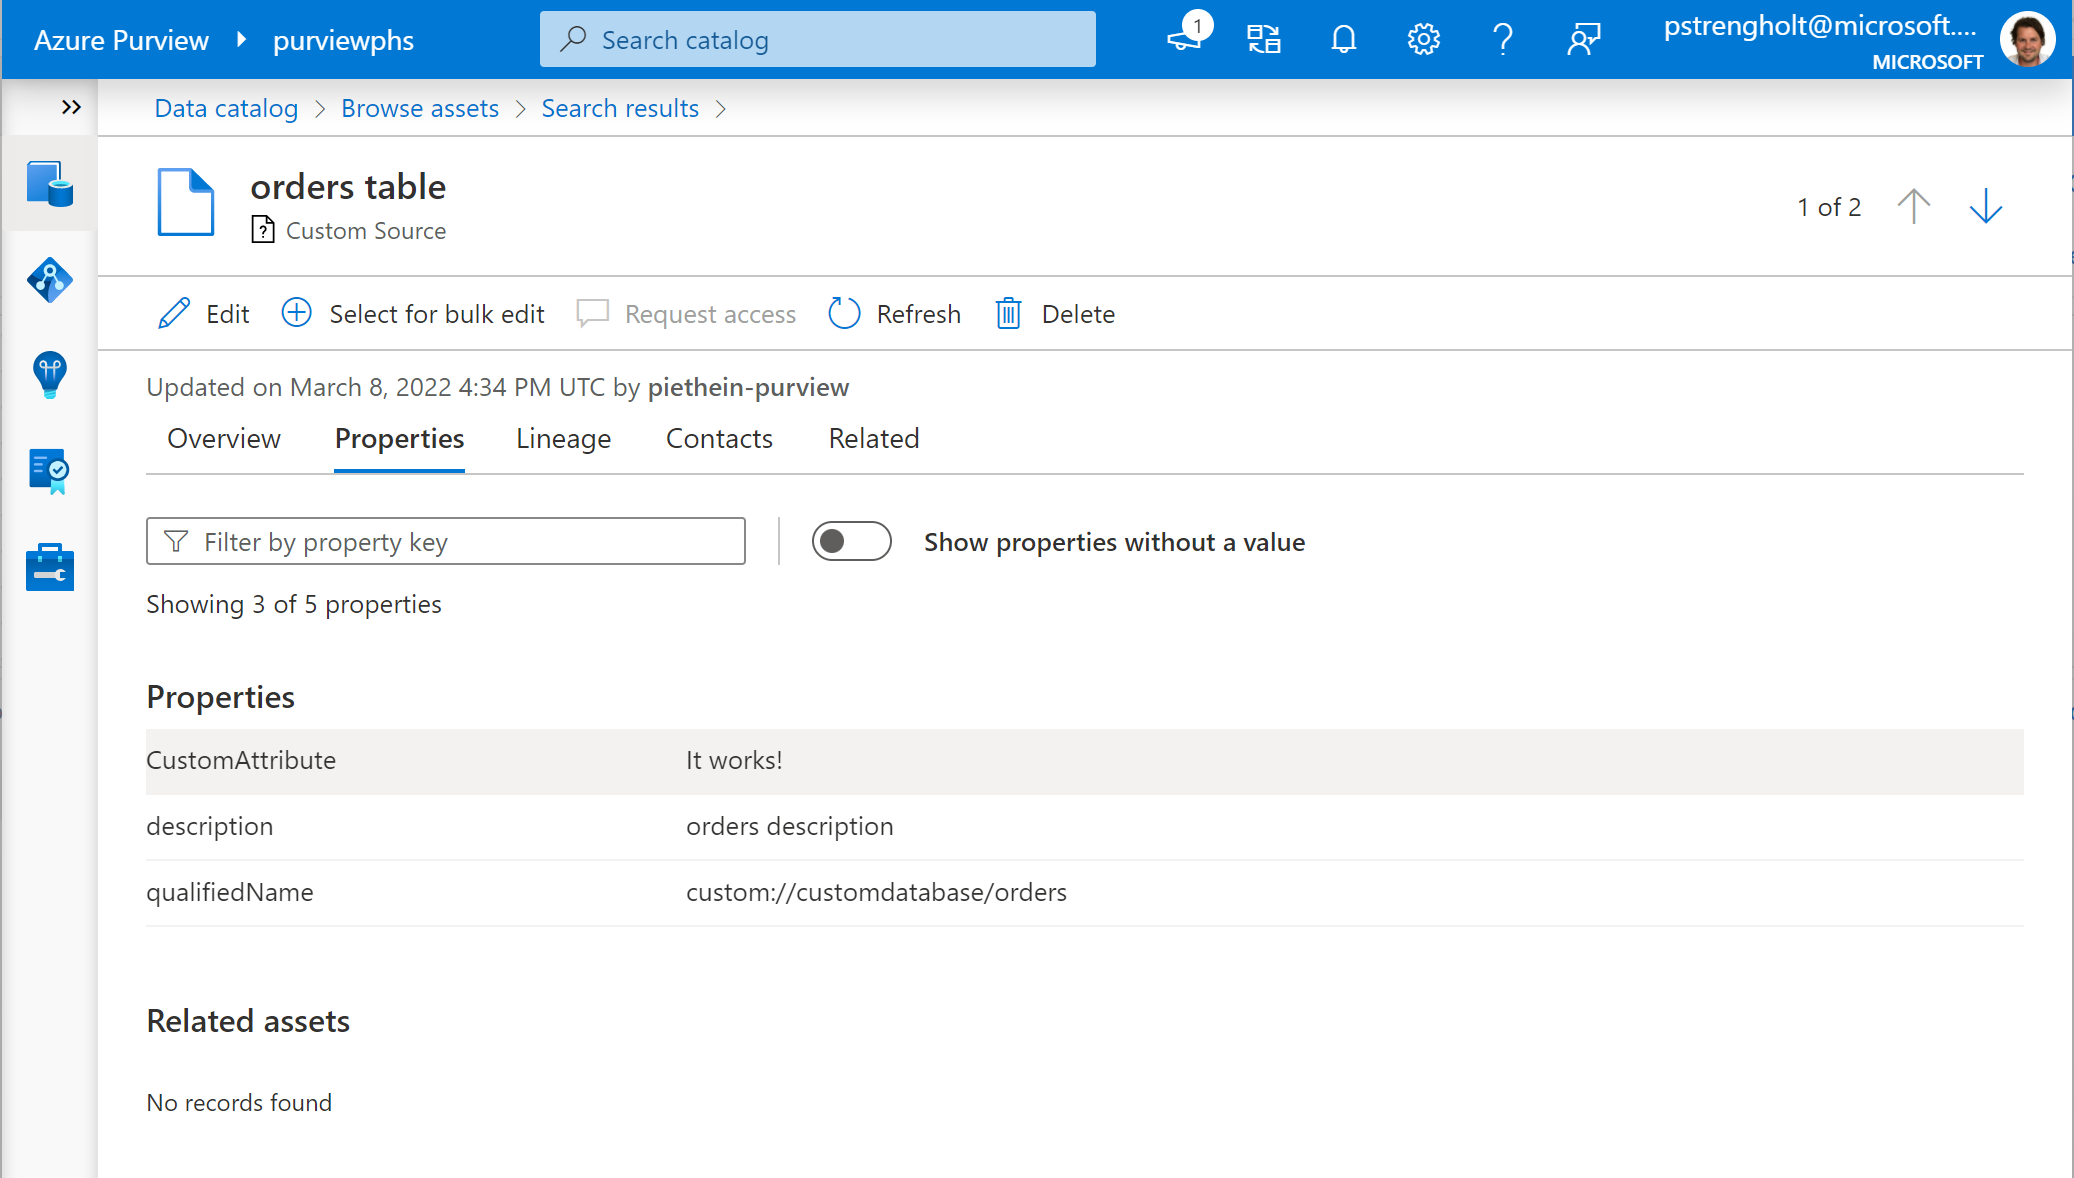 Azure Purview purviewphs
Search catalog
1
pstrengholt@microsoft....
MICROSOFT
Data catalog Browse assets Search results
orders table
? Custom Source
1 of 2
Edit Select for bulk edit Request access Refresh Delete
Updated on March 8, 2022 4:34 PM UTC by piethein-purview
Overview Properties Lineage Contacts Related
Filter by property key
Show properties without a value
Showing 3 of 5 properties
Properties
CustomAttribute It works!
description orders description
qualifiedName custom://customdatabase/orders
Related assets
No records found